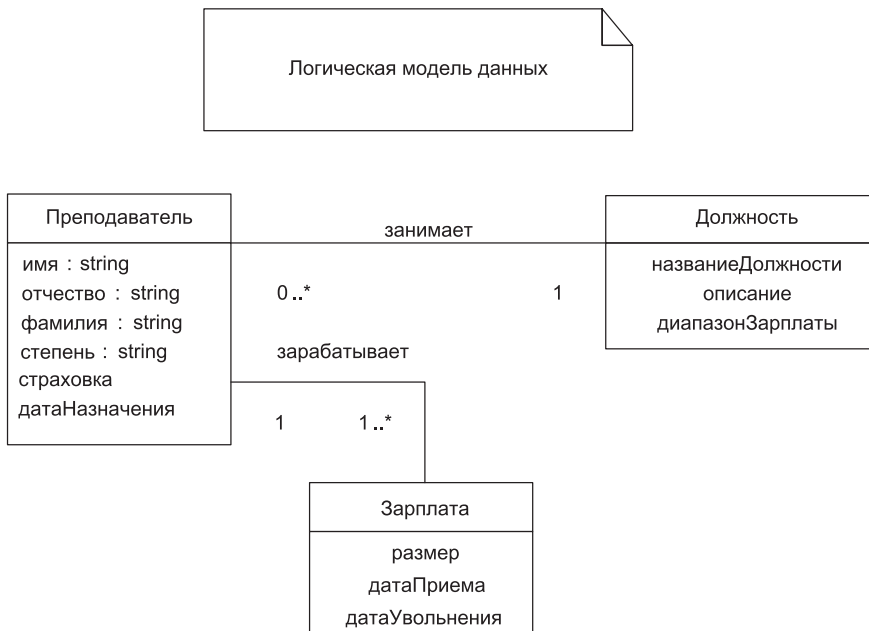 Логическая модель данных
Преподаватель
имя : string
отчество : string
фамилия : string
степень : string
страховка
датаНазначения
занимает
0..*
1
Должность
названиеДолжности
описание
диапазонЗарплаты
зарабатывает
1
1..*
Зарплата
размер
датаПриема
датаУвольнения